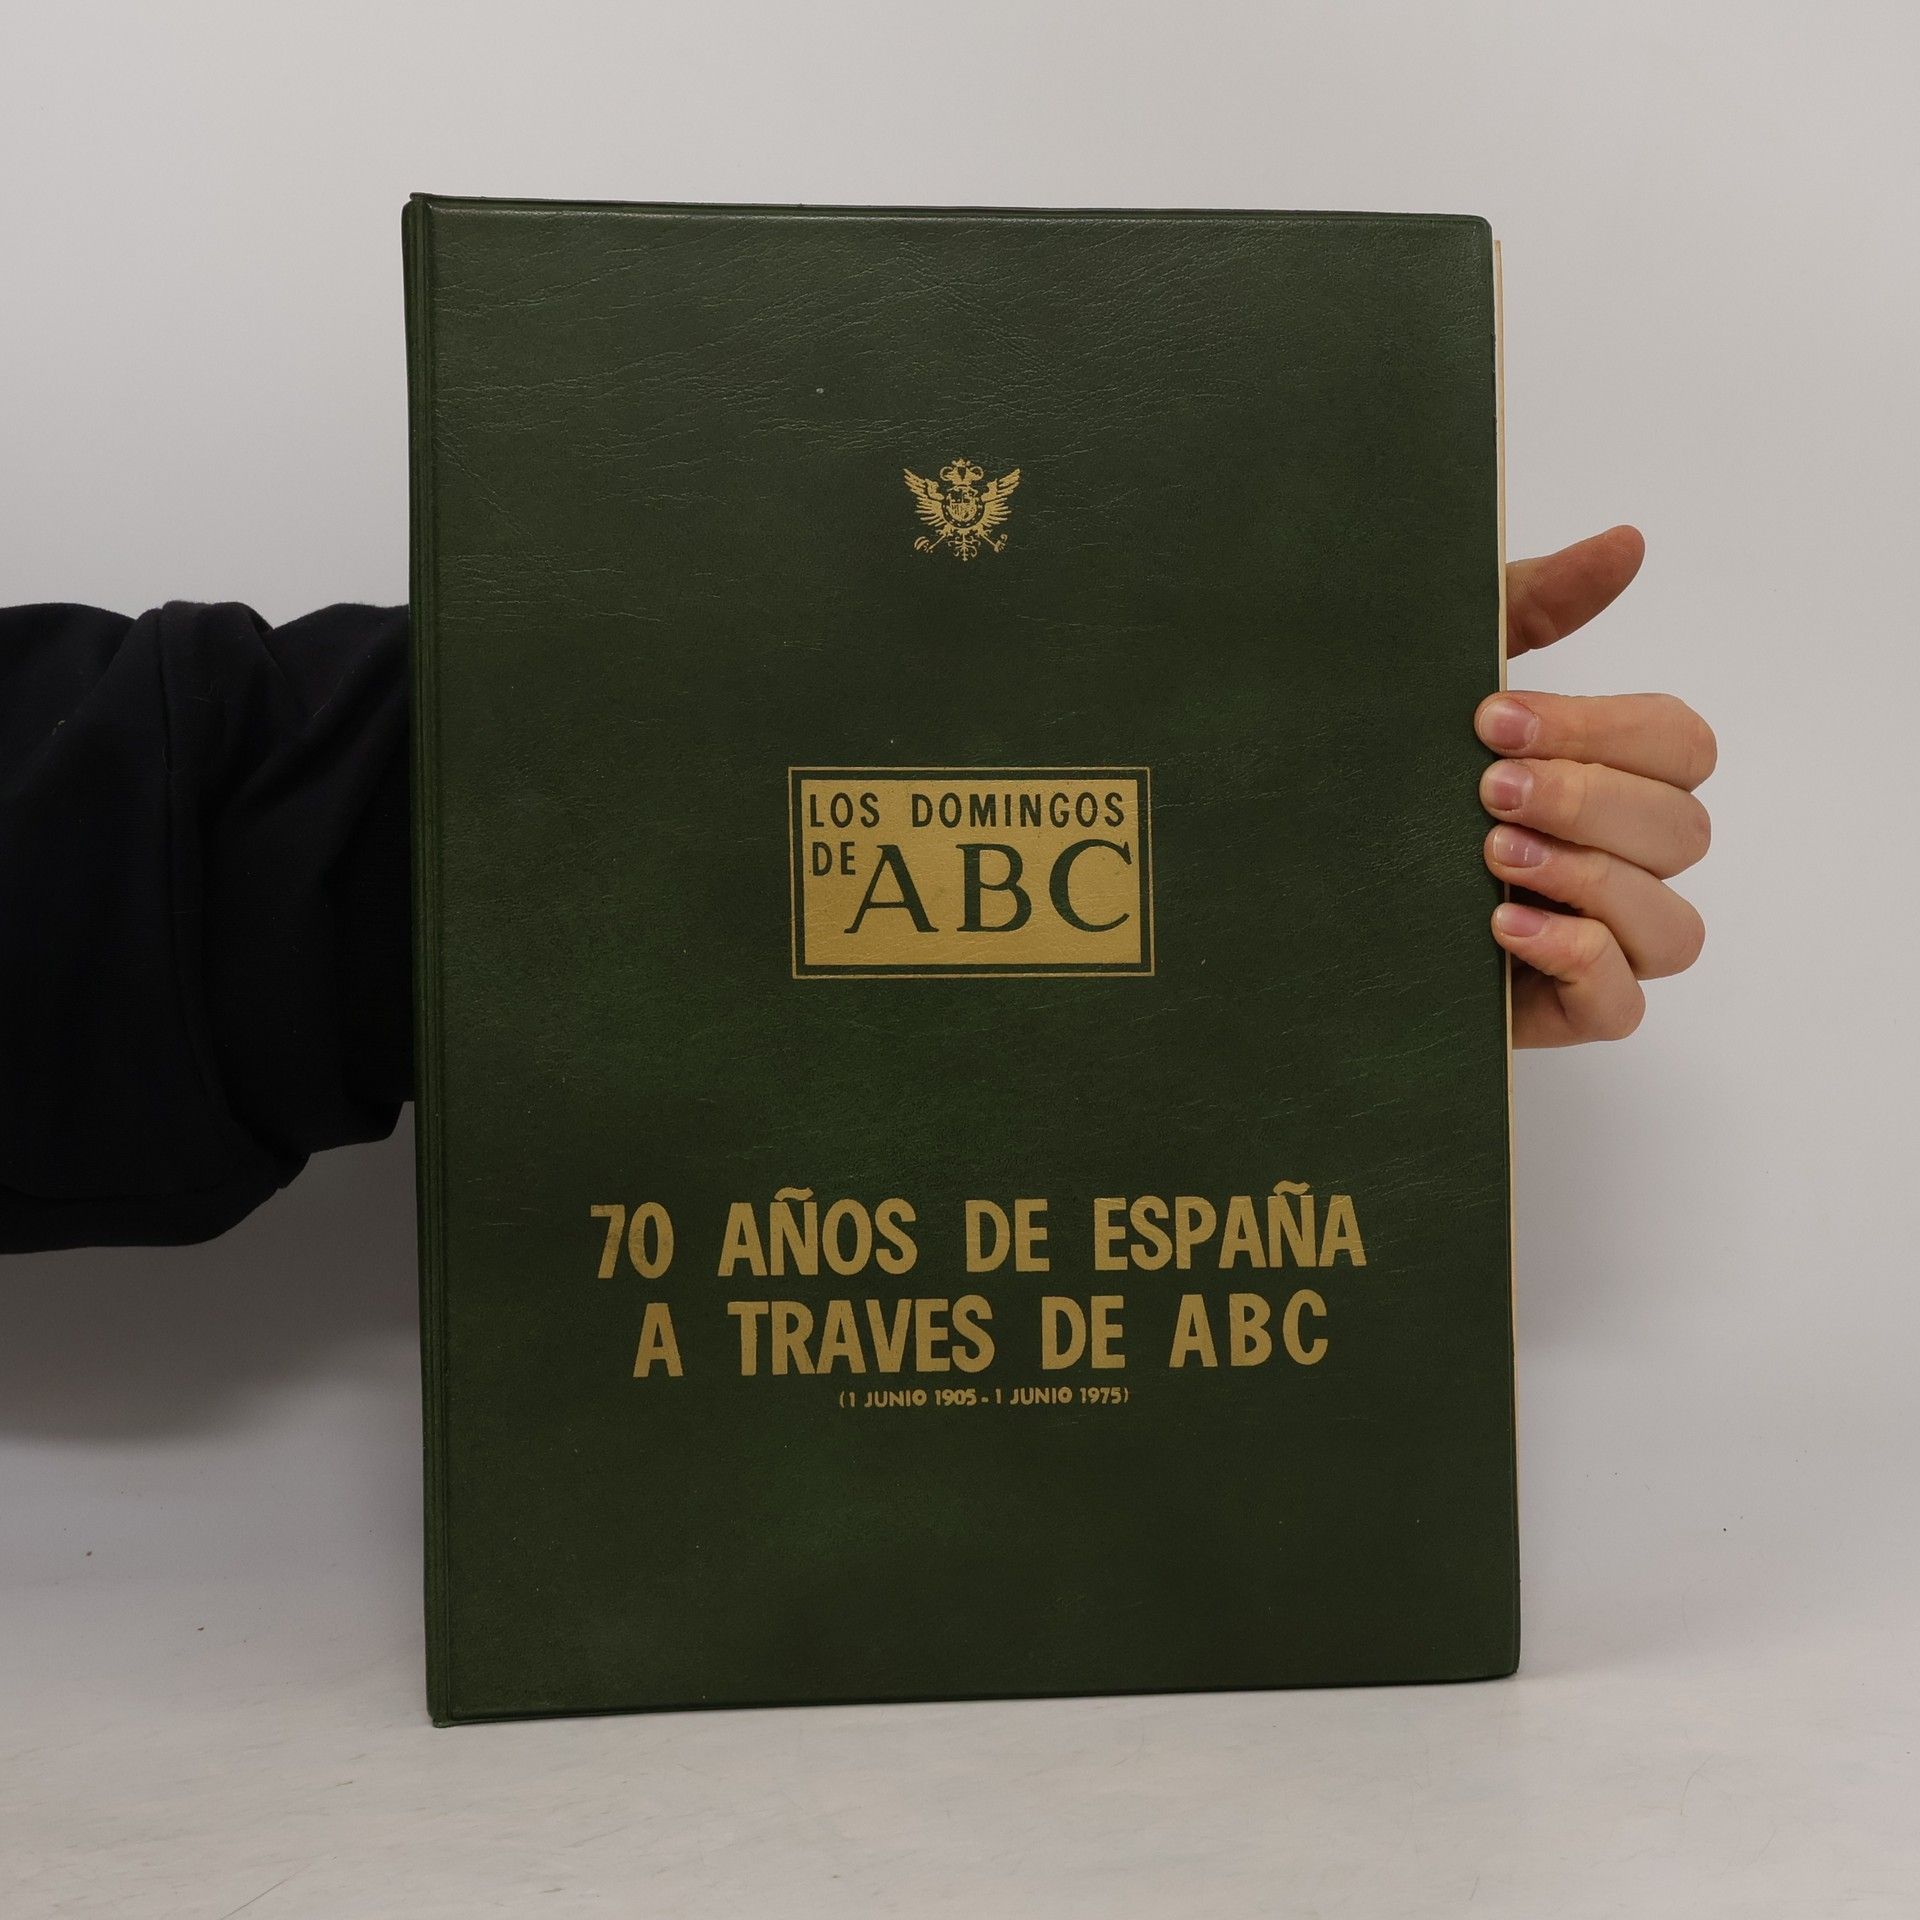 LOS DOMINGOS
DE ABC
70 AÑOS DE ESPAÑA
A TRAVES DE ABC
(1 JUNIO 1905 - 1 JUNIO 1975)